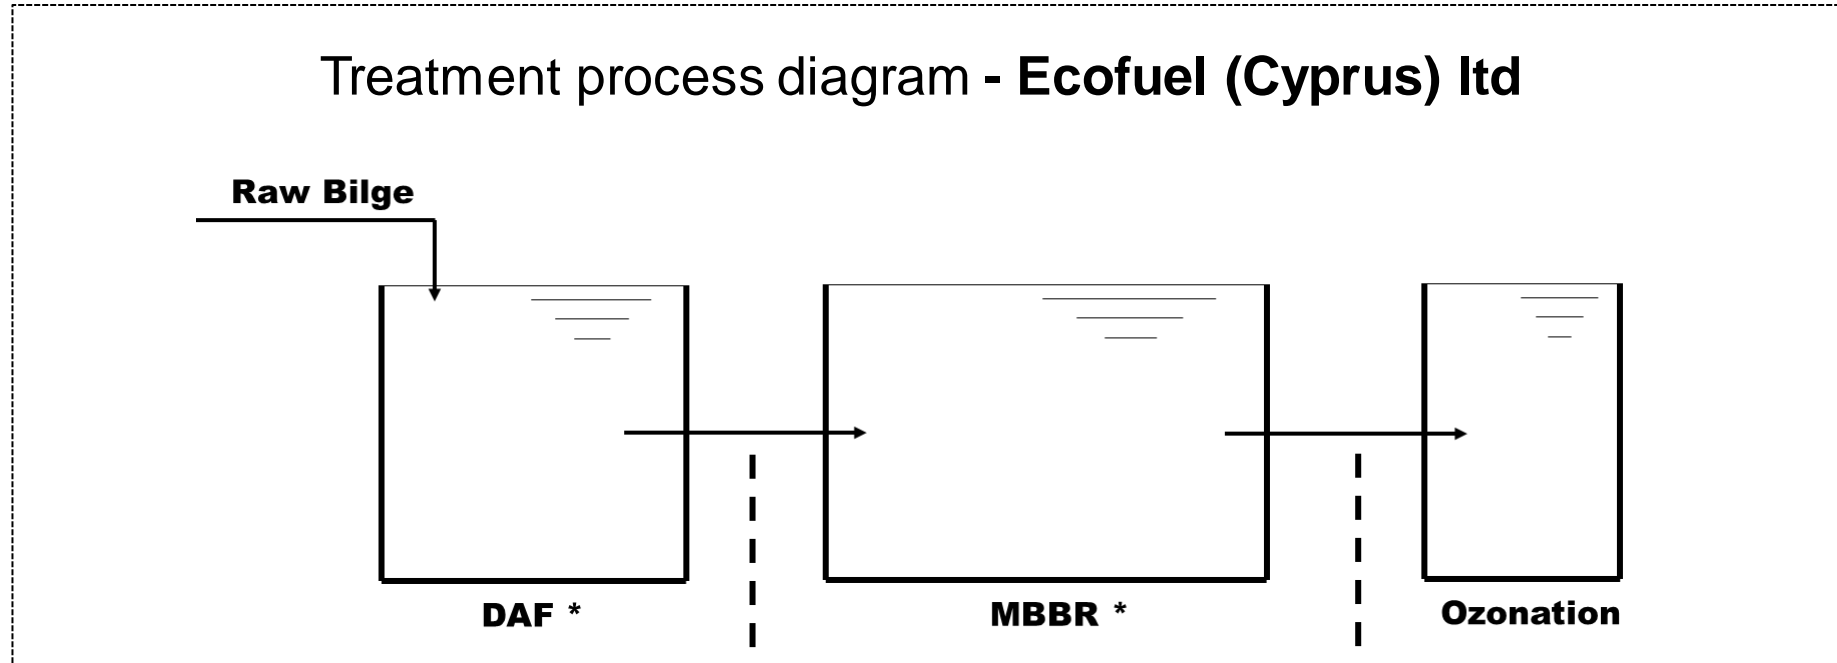 Treatment process diagram - Ecofuel (Cyprus) ltd
Raw Bilge
DAF *
MBBR *
Ozonation